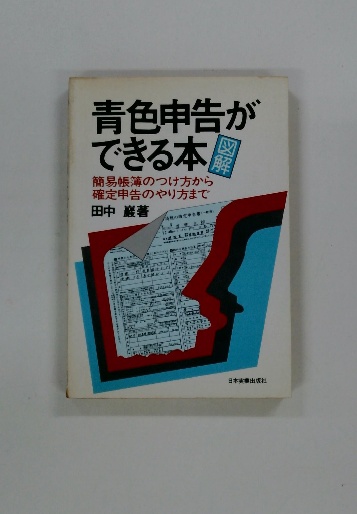 青色申告が
できる本
図解
簡易帳簿のつけ方から
確定申告のやり方まで
田中 巖著
日本実業出版社